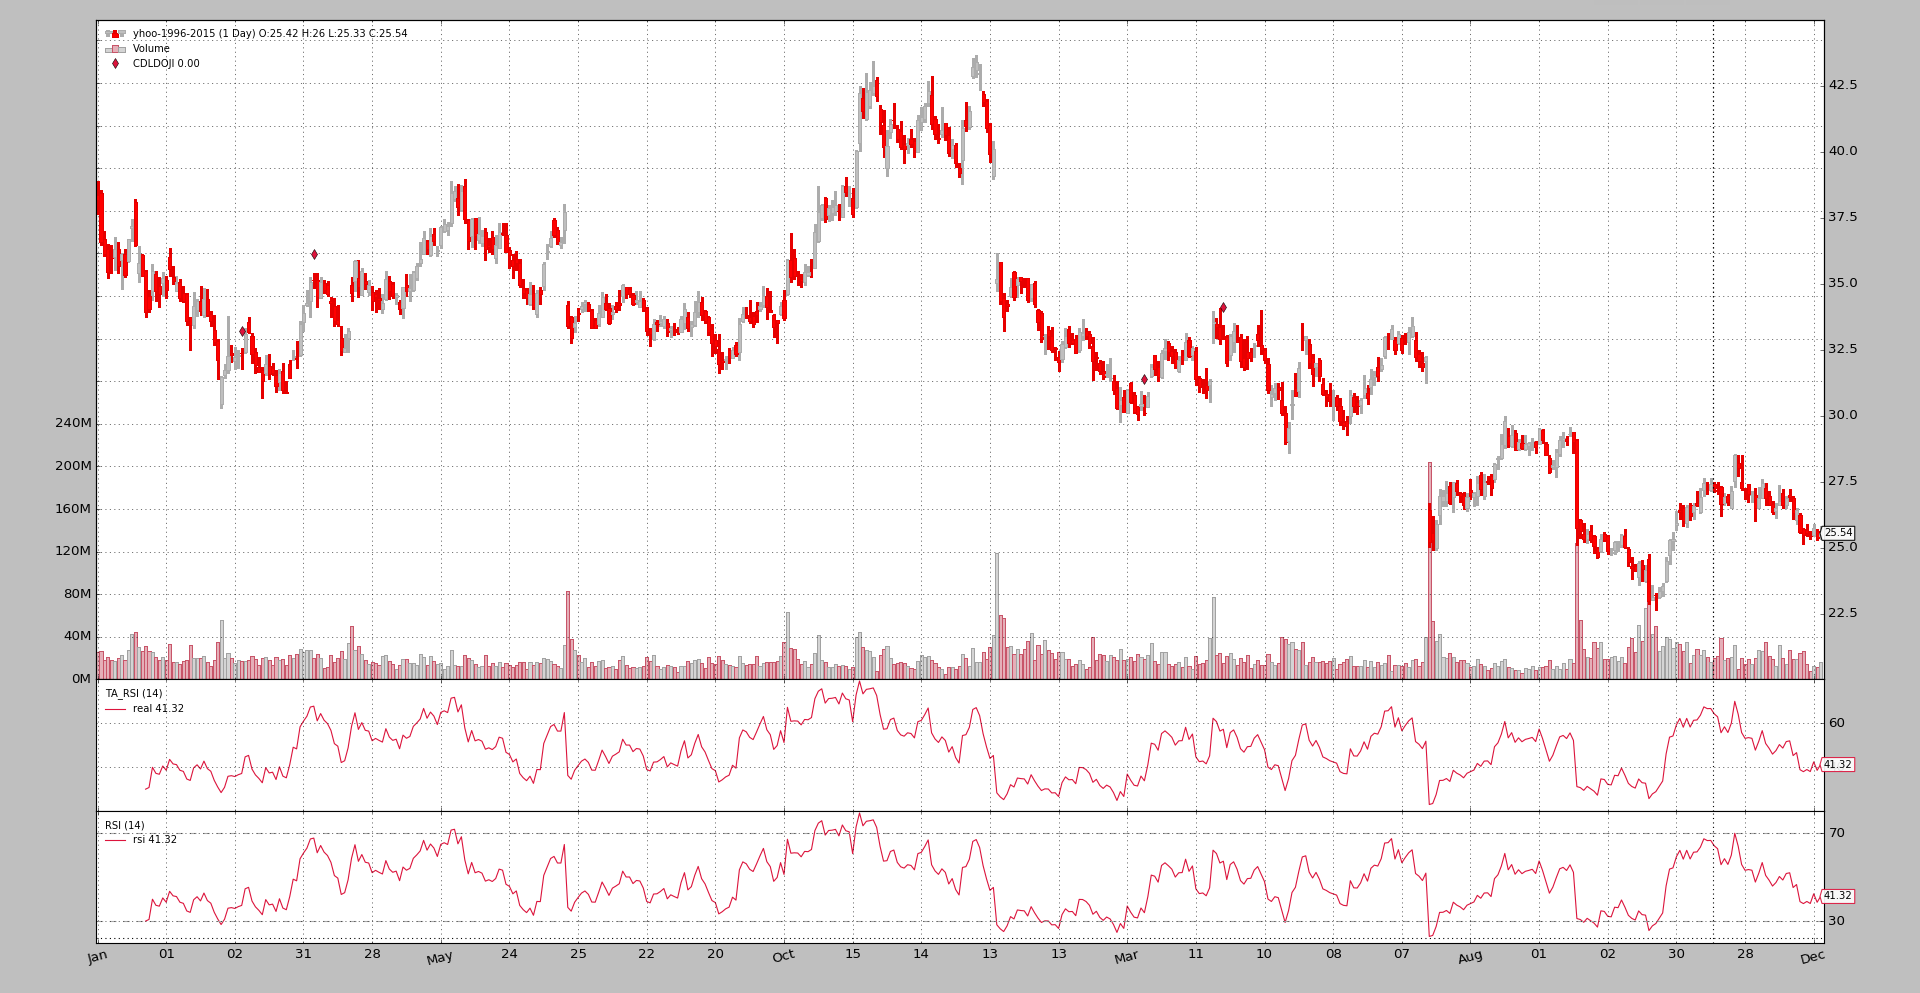 yhoo-1996-2015 (1 Day) O:25.42 H:26 L:25.33 C:25.54
Volume
CDLDOJI 0.00
42.5
40.0
37.5
35.0
32.5
30.0
27.5
25.54
25.0
22.5
240M
200M
160M
120M
80M
40M
0M
TA_RSI (14)
real 41.32
60
41.32
RSI (14)
rsi 41.32
70
41.32
30
Jan 01 02 31 28 May 24 25 22 20 Oct 15 14 13 13 Mar 11 10 08 07 Aug 01 02 30 28 Dec